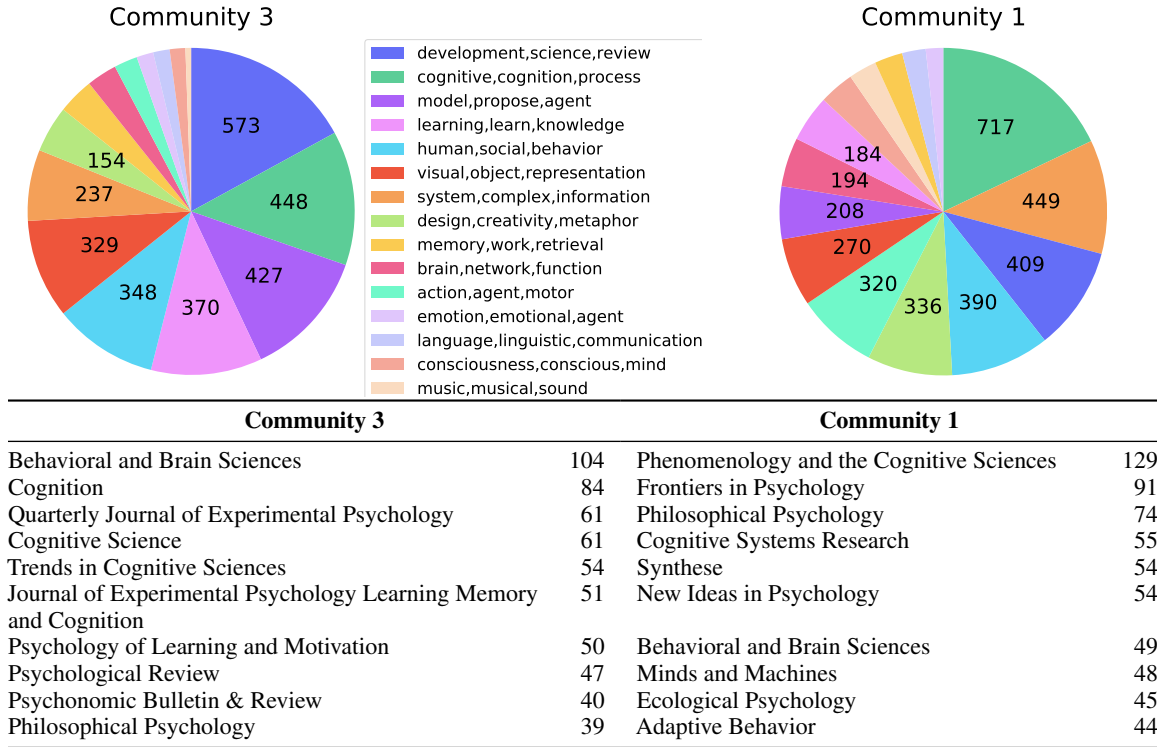 Community 3
573
448
427
370
348
329
237
154
development,science,review
cognitive,cognition,process
model,propose,agent
learning,learn,knowledge
human,social,behavior
visual,object,representation
system,complex,information
design,creativity,metaphor
memory,work,retrieval
brain,network,function
action,agent,motor
emotion,emotional,agent
language,linguistic,communication
consciousness,conscious,mind
music,musical,sound
Community 1
717
449
409
390
336
320
270
208
194
184
Community 3 Community 1
Behavioral and Brain Sciences 104 Phenomenology and the Cognitive Sciences 129
Cognition 84 Frontiers in Psychology 91
Quarterly Journal of Experimental Psychology 61 Philosophical Psychology 74
Cognitive Science 61 Cognitive Systems Research 55
Trends in Cognitive Sciences 54 Synthese 54
Journal of Experimental Psychology Learning Memory 51 New Ideas in Psychology 54
and Cognition
Psychology of Learning and Motivation 50 Behavioral and Brain Sciences 49
Psychological Review 47 Minds and Machines 48
Psychonomic Bulletin & Review 40 Ecological Psychology 45
Philosophical Psychology 39 Adaptive Behavior 44